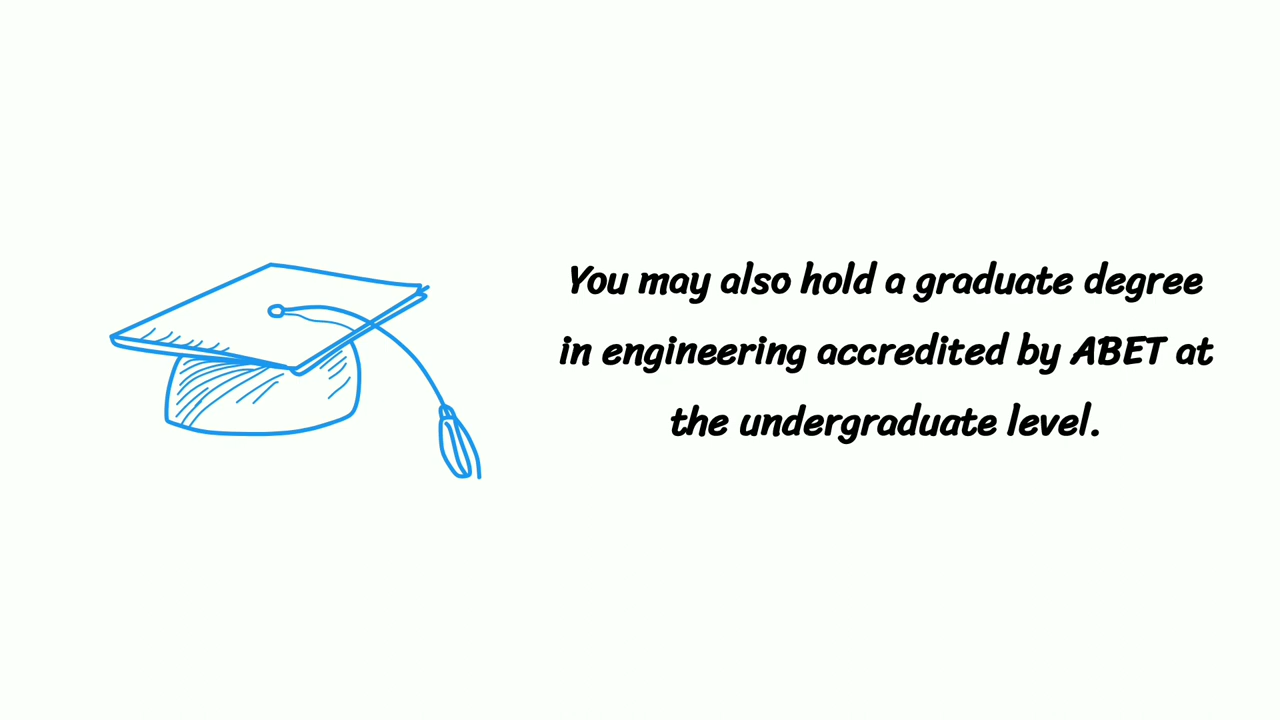 You may also hold a graduate degree
in engineering accredited by ABET at
the undergraduate level.